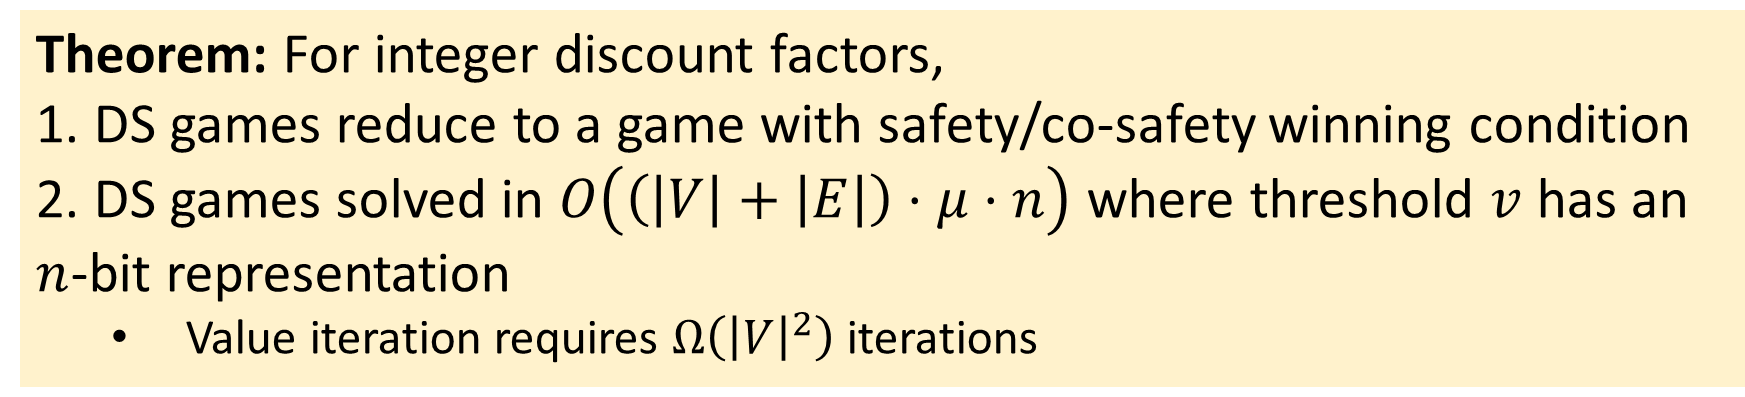 Theorem: For integer discount factors,
1. DS games reduce to a game with safety/co-safety winning condition
2. DS games solved in O((|V| + |E|) · μ · n) where threshold v has an
n-bit representation
• Value iteration requires Ω(|V|²) iterations